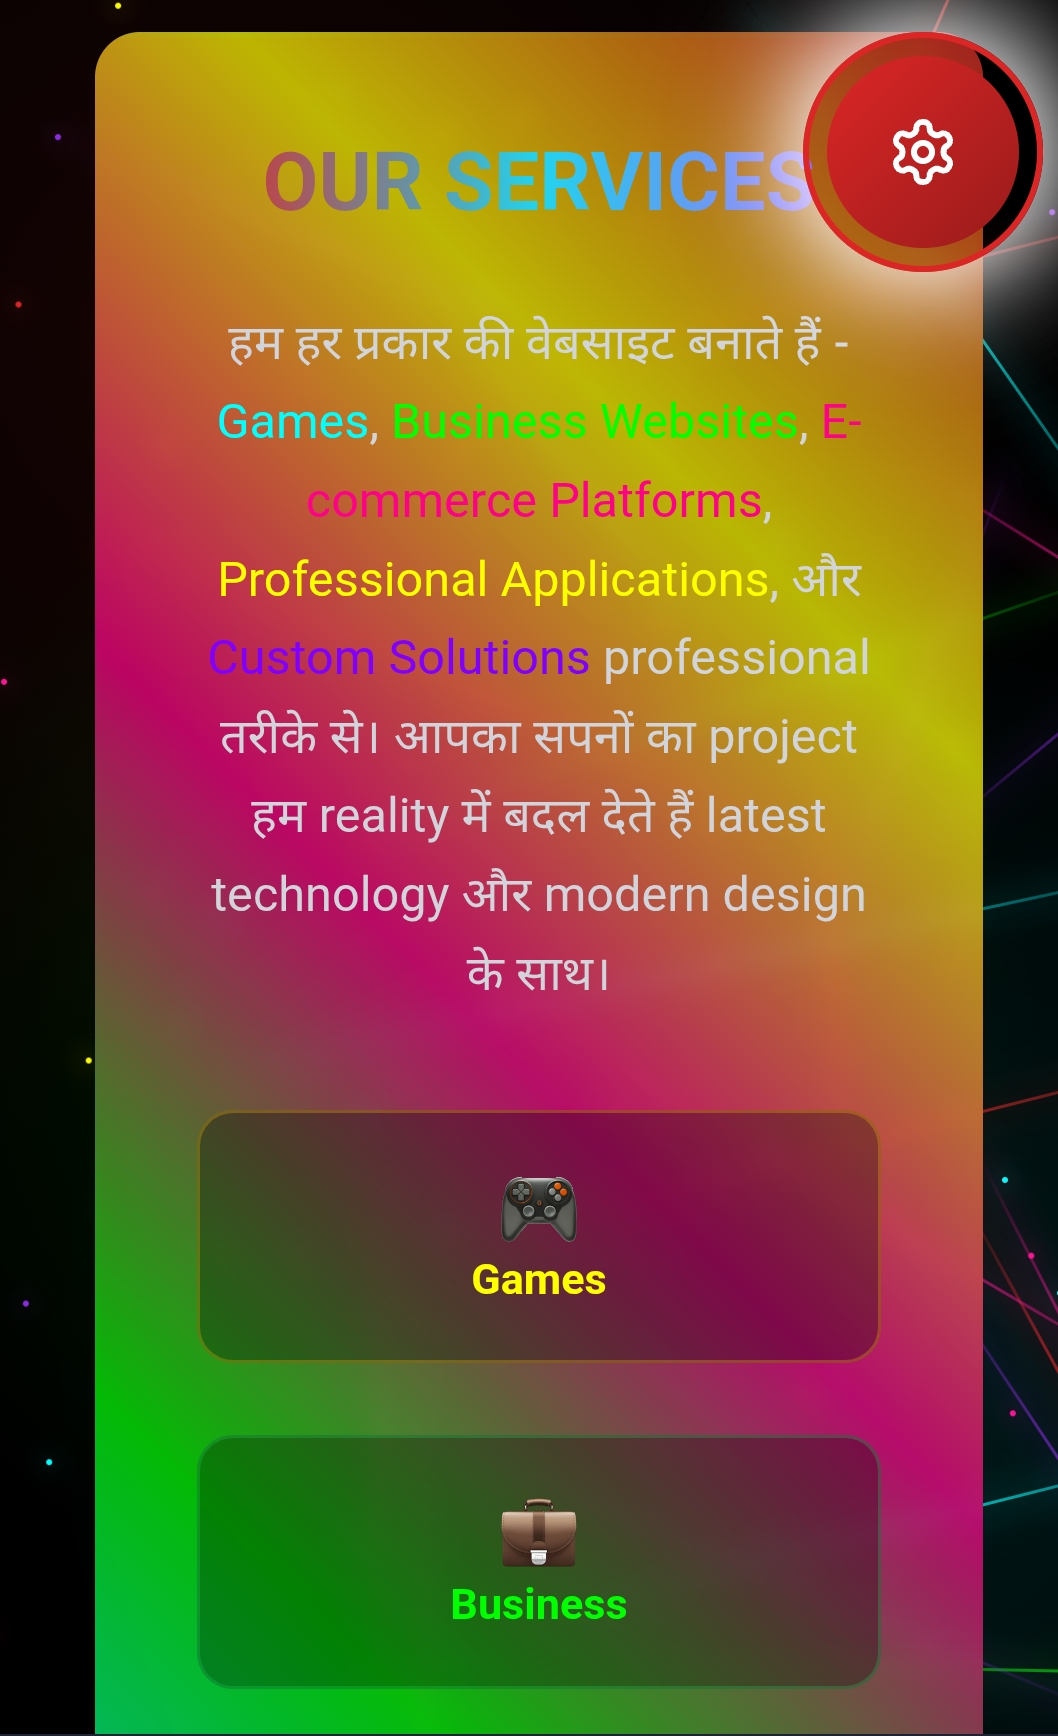 OUR SERVICES
हम हर प्रकार की वेबसाइट बनाते हैं -
Games, Business Websites, E-
commerce Platforms,
Professional Applications, और
Custom Solutions professional
तरीके से। आपका सपनों का project
हम reality में बदल देते हैं latest
technology और modern design
के साथ।
Games
Business